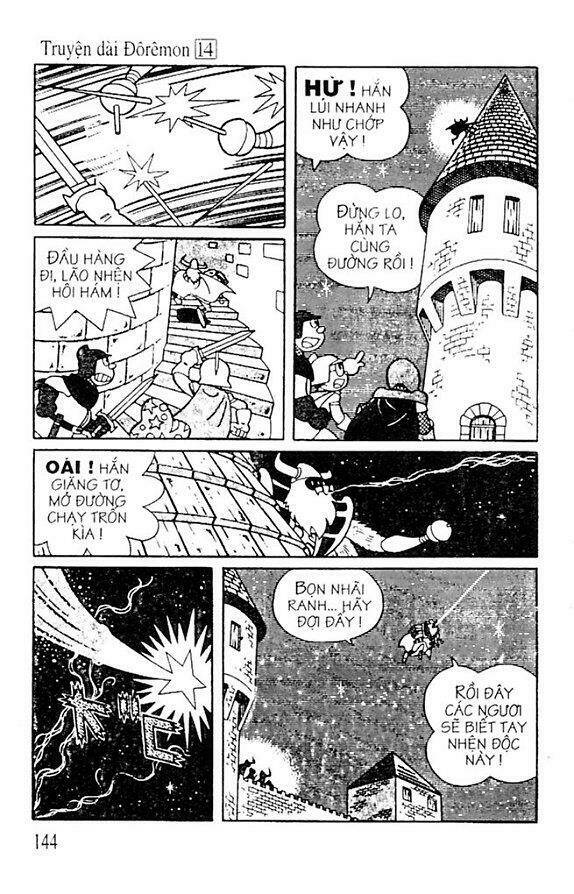 Truyện dài Đôrêmon 14
HỪ ! HẮN
LỦI NHANH
NHƯ CHỚP
VẬY !
ĐỪNG LO,
HẮN TA
CÙNG
ĐƯỜNG RỒI !
ĐẦU HÀNG
ĐI, LÃO NHỆN
HÔI HÁM !
OÁI ! HẮN
GIĂNG TƠ,
MỞ ĐƯỜNG
CHẠY TRỐN
KÌA !
BỌN NHÃI
RANH... HÃY
ĐỢI ĐẤY !
RỒI ĐÂY
CÁC NGƯƠI
SẼ BIẾT TAY
NHỆN ĐỘC
NÀY !
144